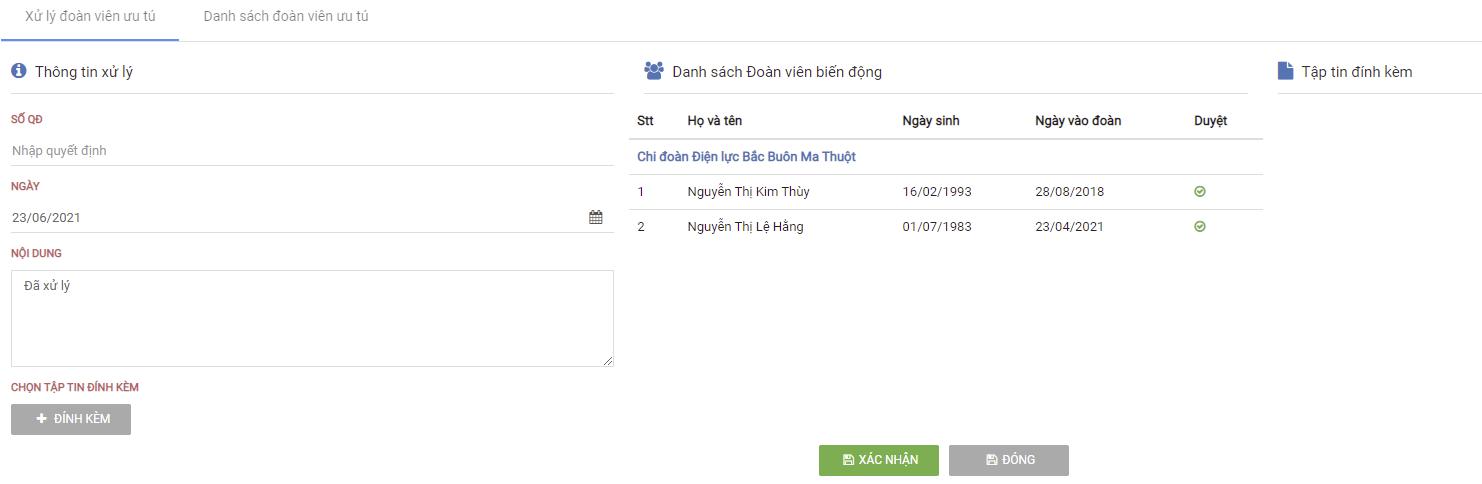 Xử lý đoàn viên ưu tú
Danh sách đoàn viên ưu tú
Thông tin xử lý
SỐ QĐ
Nhập quyết định
NGÀY
23/06/2021
NỘI DUNG
Đã xử lý
CHỌN TẬP TIN ĐÍNH KÈM
ĐÍNH KÈM
Danh sách Đoàn viên biến động
Stt Họ và tên Ngày sinh Ngày vào đoàn Duyệt
Chi đoàn Điện lực Bắc Buôn Ma Thuột
1 Nguyễn Thị Kim Thùy 16/02/1993 28/08/2018
2 Nguyễn Thị Lệ Hằng 01/07/1983 23/04/2021
Tập tin đính kèm
XÁC NHẬN
ĐÓNG